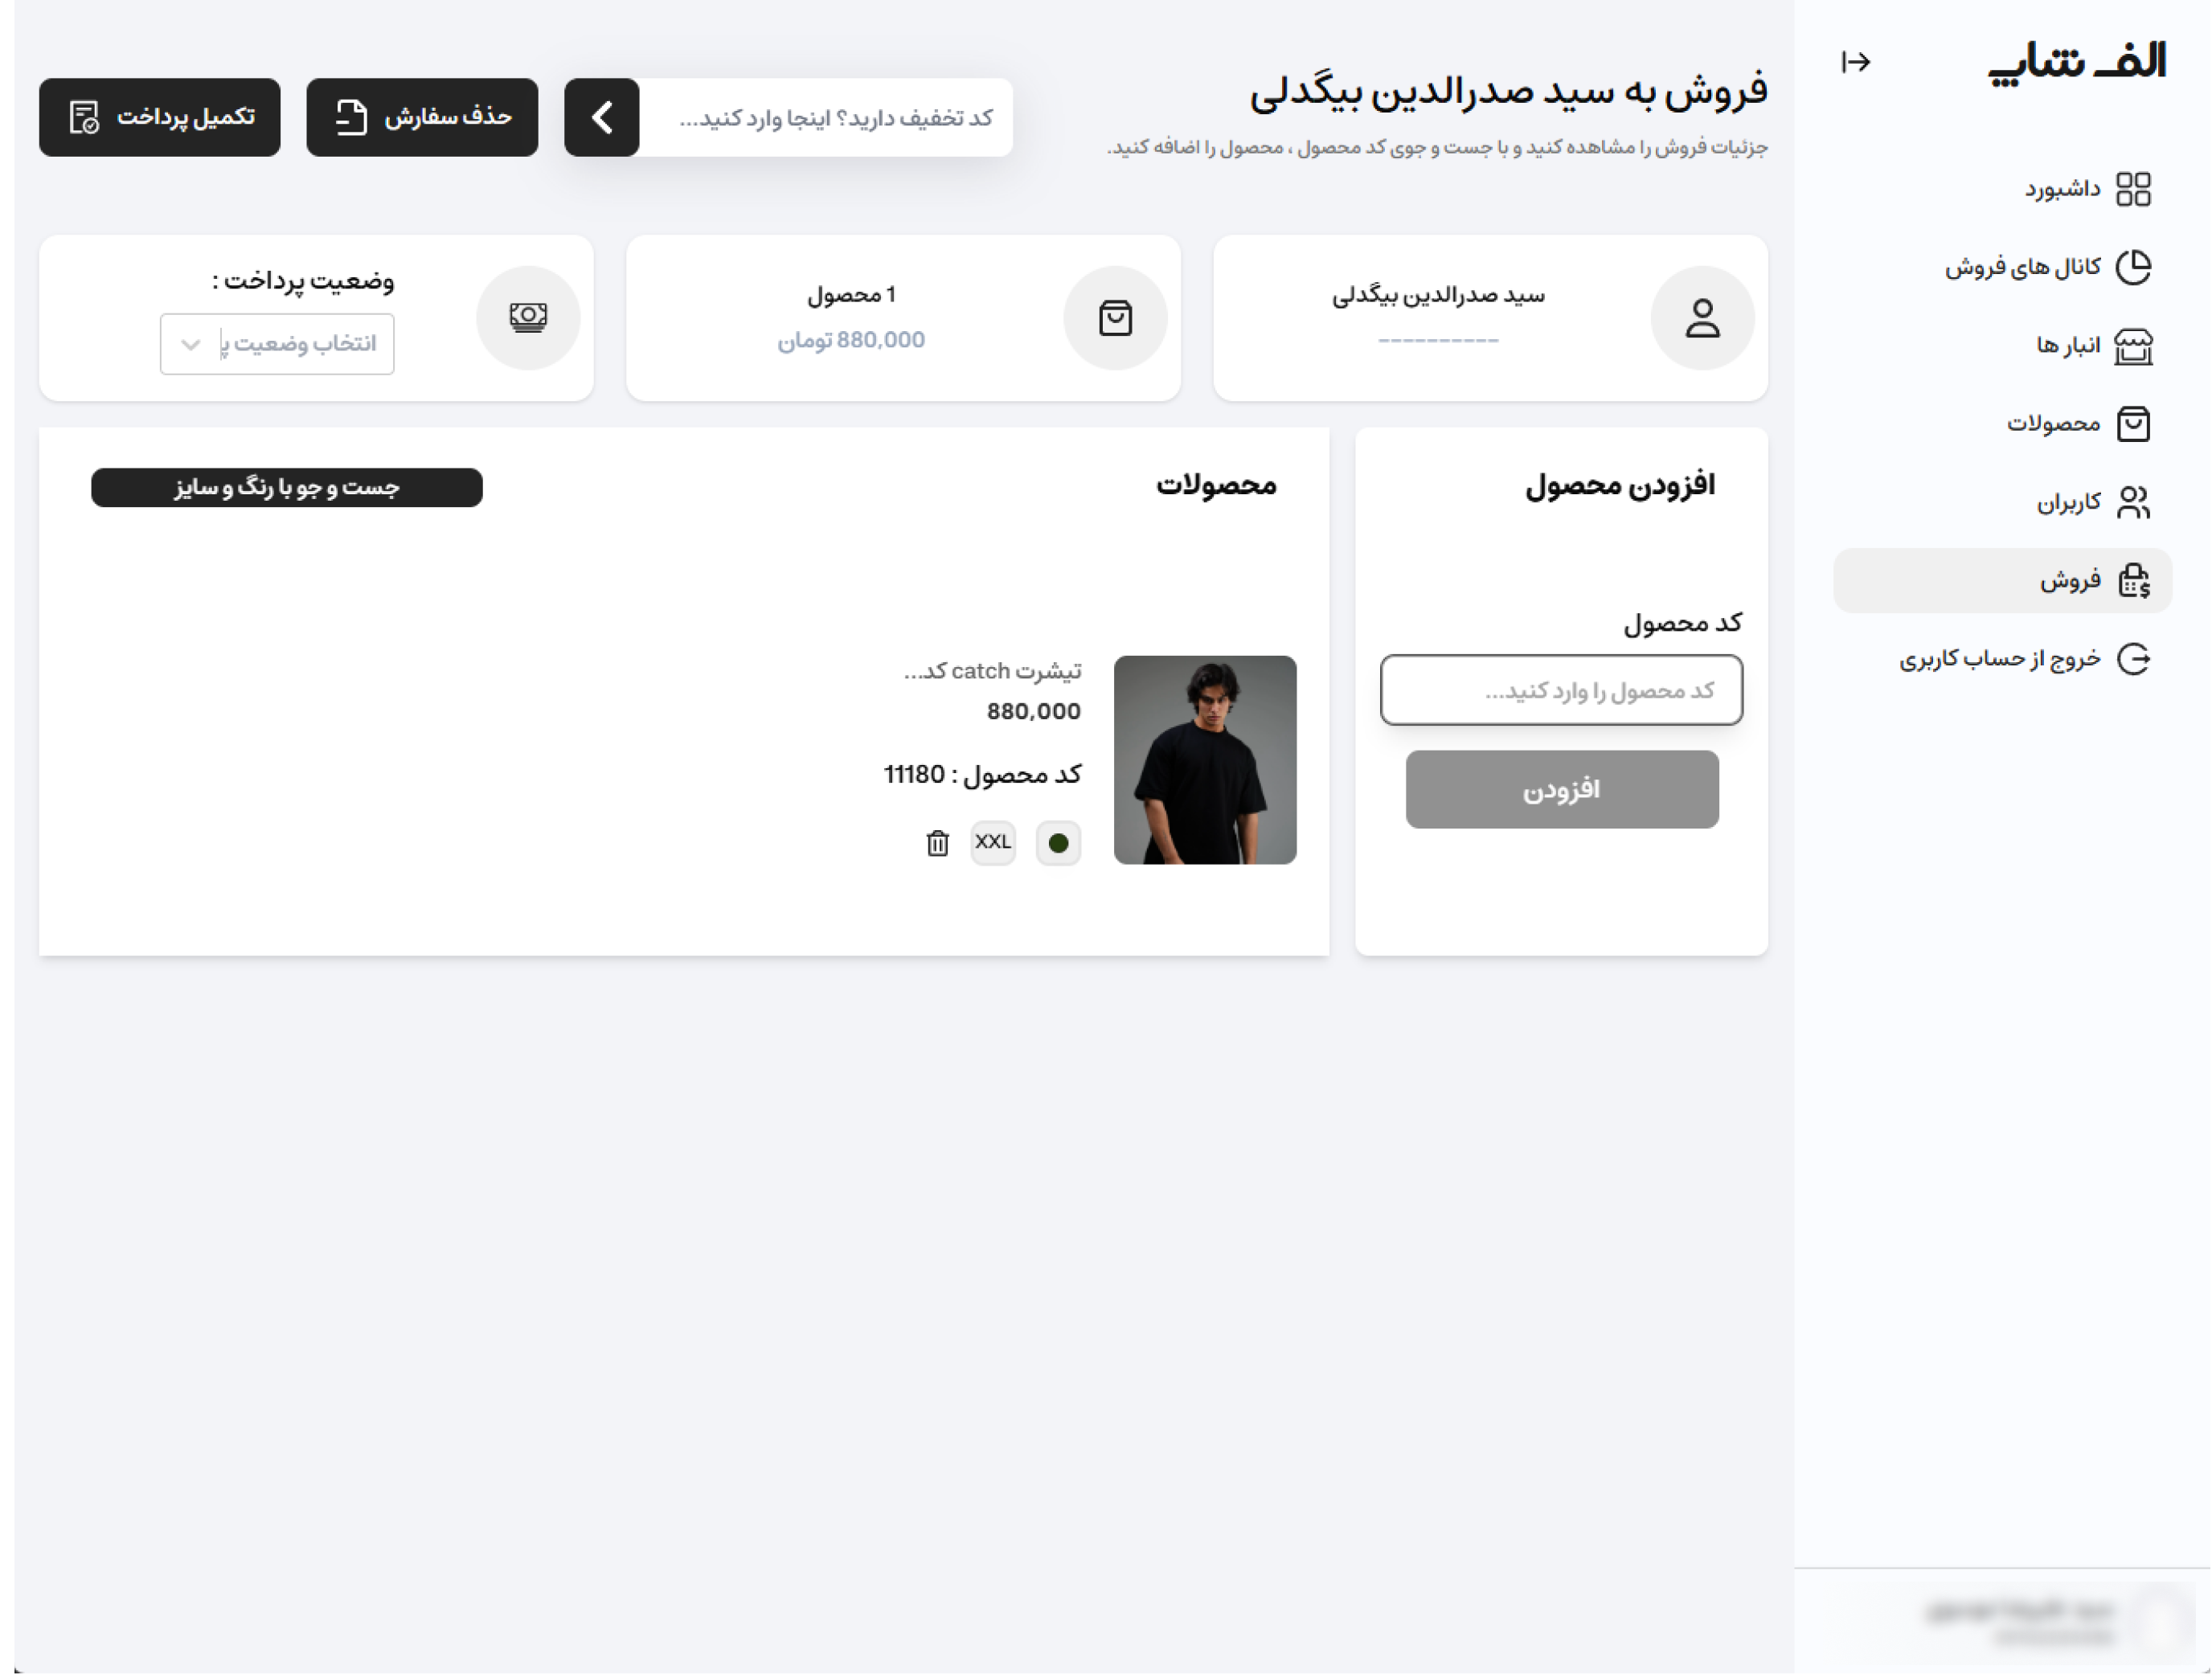 الف شاپ
داشبورد
کانال های فروش
انبار ها
محصولات
کاربران
فروش
خروج از حساب کاربری
فروش به سید صدرالدین بیگدلی
جزئیات فروش را مشاهده کنید و با جست و جوی کد محصول ، محصول را اضافه کنید.
کد تخفیف دارید؟ اینجا وارد کنید...
حذف سفارش
تکمیل پرداخت
سید صدرالدین بیگدلی
----------
1 محصول
880,000 تومان
وضعیت پرداخت :
انتخاب وضعیت پ
افزودن محصول
کد محصول
کد محصول را وارد کنید...
افزودن
محصولات
جست و جو با رنگ و سایز
تیشرت catch کد...
880,000
کد محصول : 11180
XXL